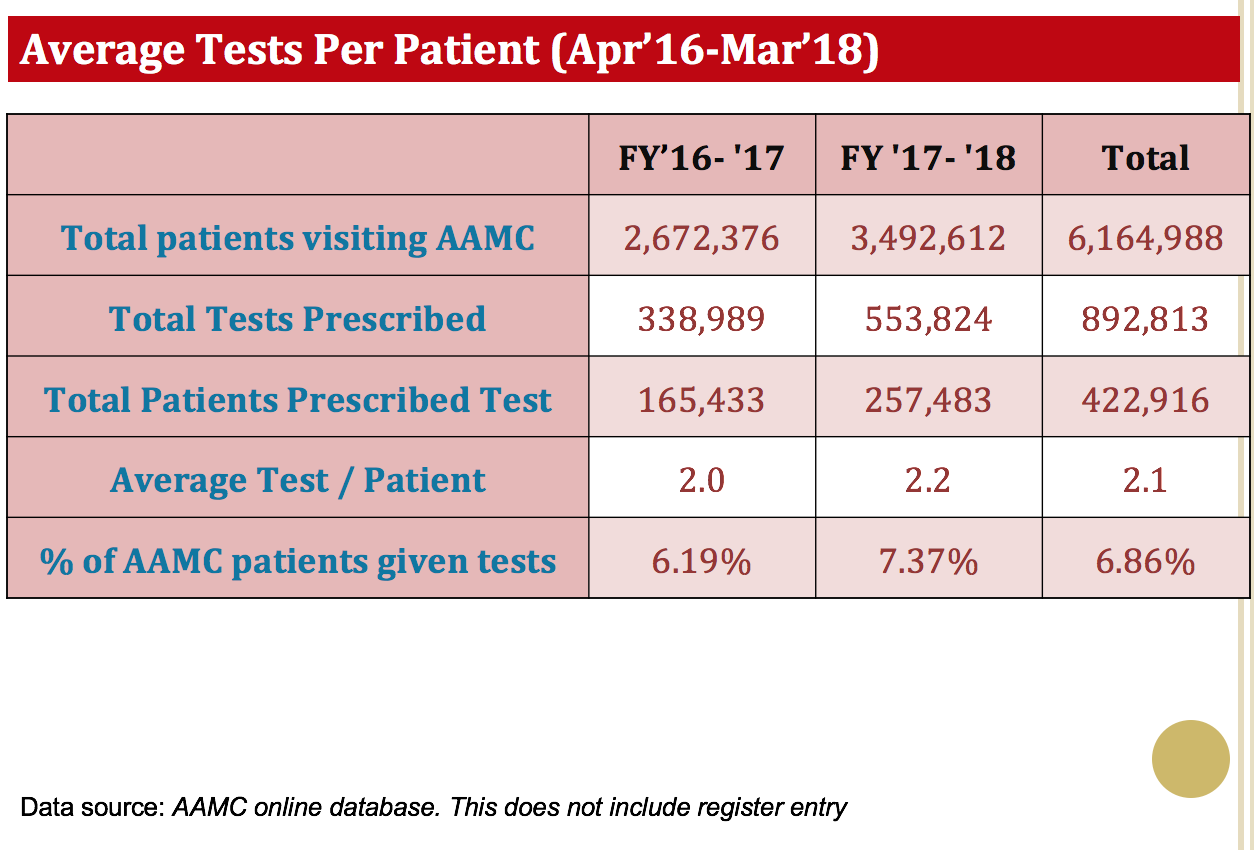 Average Tests Per Patient (Apr’16-Mar’18)
FY’16- '17 FY '17- '18 Total
Total patients visiting AAMC 2,672,376 3,492,612 6,164,988
Total Tests Prescribed 338,989 553,824 892,813
Total Patients Prescribed Test 165,433 257,483 422,916
Average Test / Patient 2.0 2.2 2.1
% of AAMC patients given tests 6.19% 7.37% 6.86%
Data source: AAMC online database. This does not include register entry